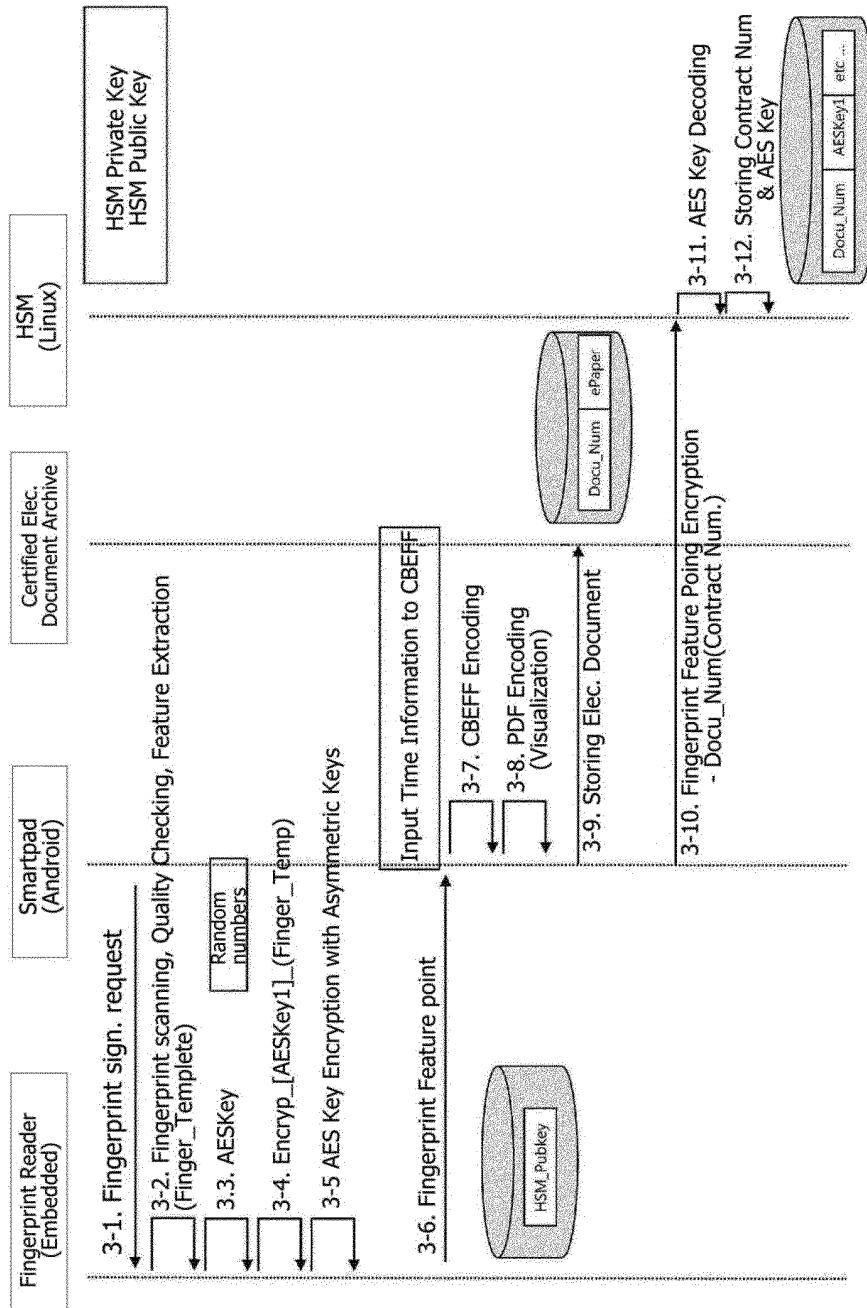 Fingerprint Reader
(Embedded)
Smartpad
(Android)
Certified Elec.
Document Archive
HSM
(Linux)
HSM Private Key
HSM Public Key
3-1. Fingerprint sign. request
3-2. Fingerprint scanning, Quality Checking, Feature Extraction
(Finger_Templete)
3.3. AESKey
Random
numbers
3-4. Encryp_[AESKey1]_(Finger_Temp)
3-5 AES Key Encryption with Asymmetric Keys
Input Time Information to CBEFF
3-6. Fingerprint Feature point
HSM_Pubkey
3-7. CBEFF Encoding
3-8. PDF Encoding
(Visualization)
3-9. Storing Elec. Document
Docu_Num
ePaper
3-10. Fingerprint Feature Poing Encryption
- Docu_Num(Contract Num.)
3-11. AES Key Decoding
3-12. Storing Contract Num
& AES Key
Docu_Num
AESKey1
etc ...